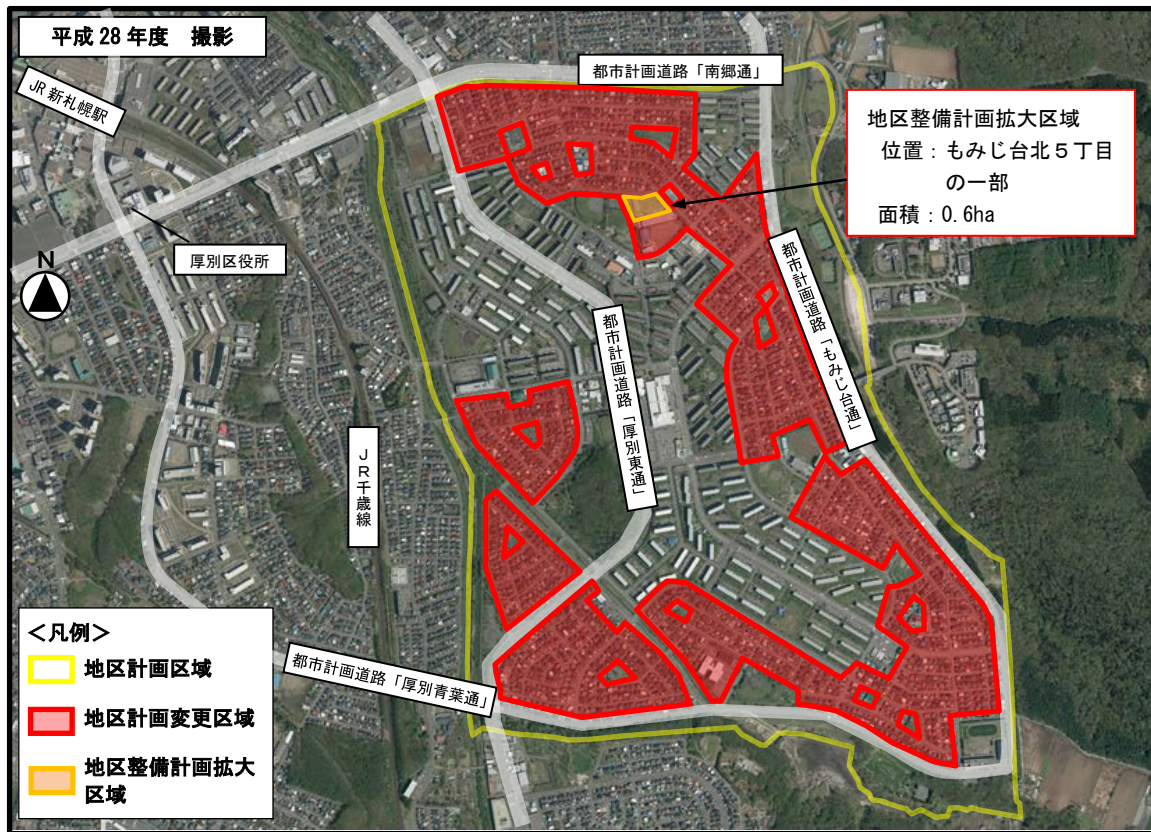 平成28年度 撮影
都市計画道路「南郷通」
JR新札幌駅
地区整備計画拡大区域
位置：もみじ台北５丁目
の一部
面積：0.6ha
厚別区役所
N
都市計画道路「もみじ台通」
都市計画道路「厚別東通」
ＪＲ千歳線
都市計画道路「厚別青葉通」
＜凡例＞
地区計画区域
地区計画変更区域
地区整備計画拡大
区域